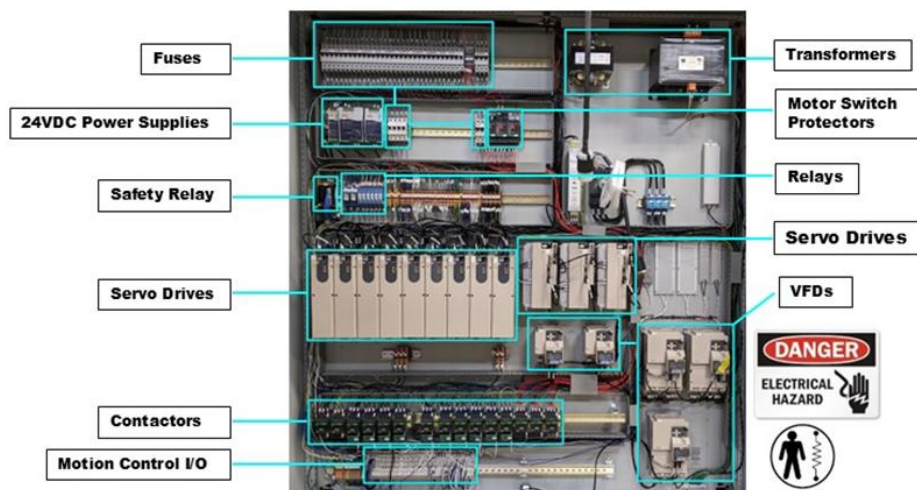 Fuses
Transformers
24VDC Power Supplies
Motor Switch
Protectors
Safety Relay
Relays
Servo Drives
Servo Drives
VFDs
DANGER
ELECTRICAL
HAZARD
Contactors
Motion Control I/O